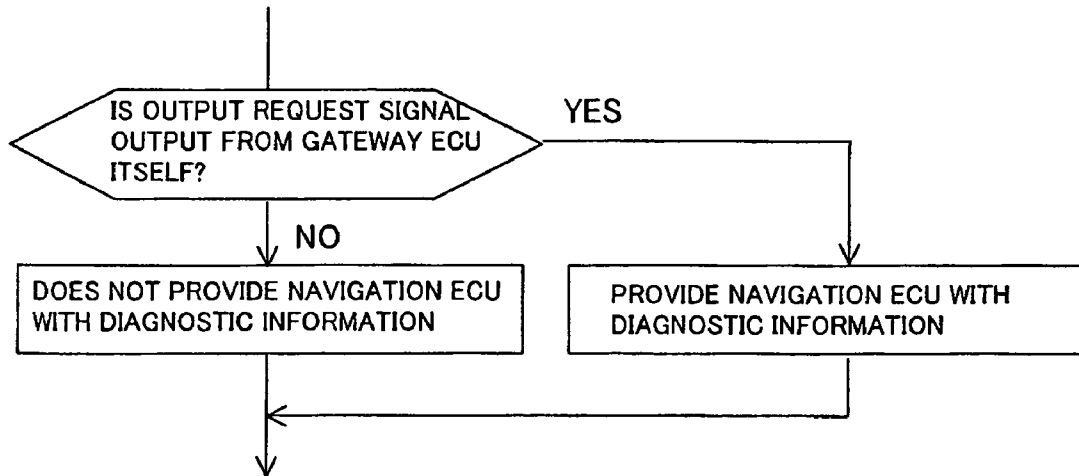 IS OUTPUT REQUEST SIGNAL
OUTPUT FROM GATEWAY ECU
ITSELF?
YES
NO
DOES NOT PROVIDE NAVIGATION ECU
WITH DIAGNOSTIC INFORMATION
PROVIDE NAVIGATION ECU WITH
DIAGNOSTIC INFORMATION